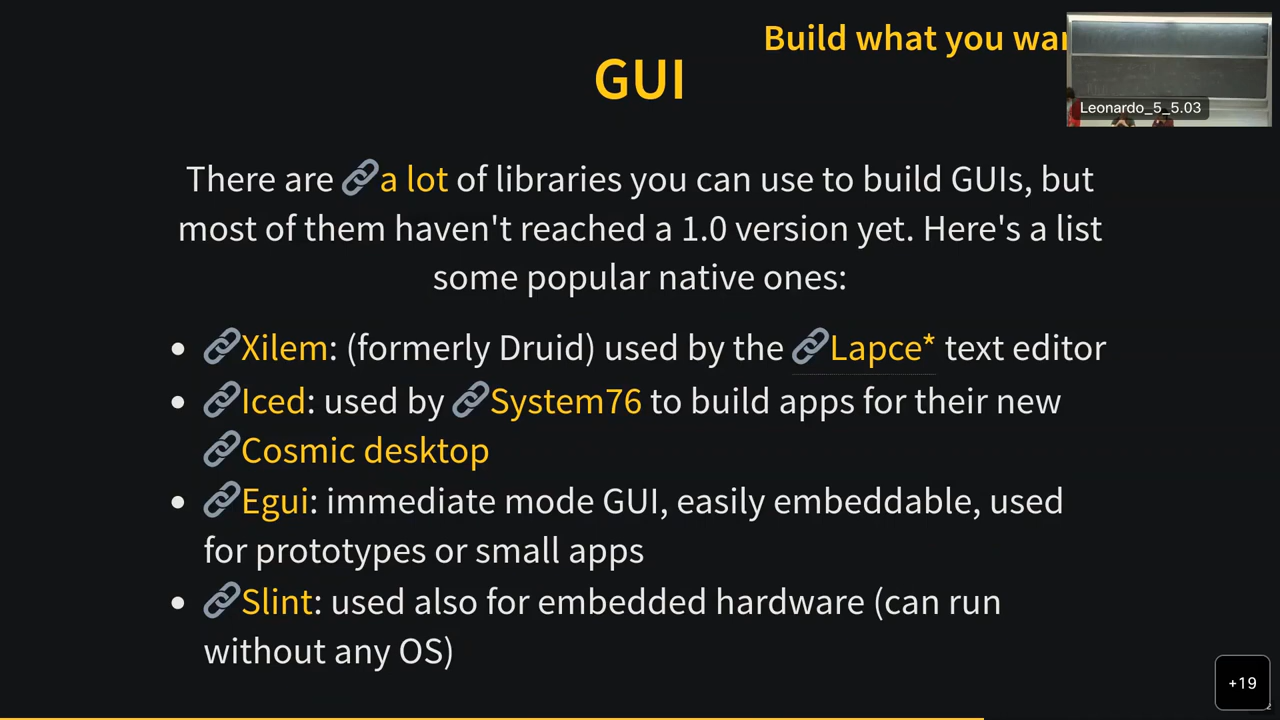 Build what you wan
GUI
Leonardo_5_5.03
There are a lot of libraries you can use to build GUIs, but
most of them haven't reached a 1.0 version yet. Here's a list
some popular native ones:
• Xilem: (formerly Druid) used by the Lapce* text editor
• Iced: used by System76 to build apps for their new
Cosmic desktop
• Egui: immediate mode GUI, easily embeddable, used
for prototypes or small apps
• Slint: used also for embedded hardware (can run
without any OS)
+19